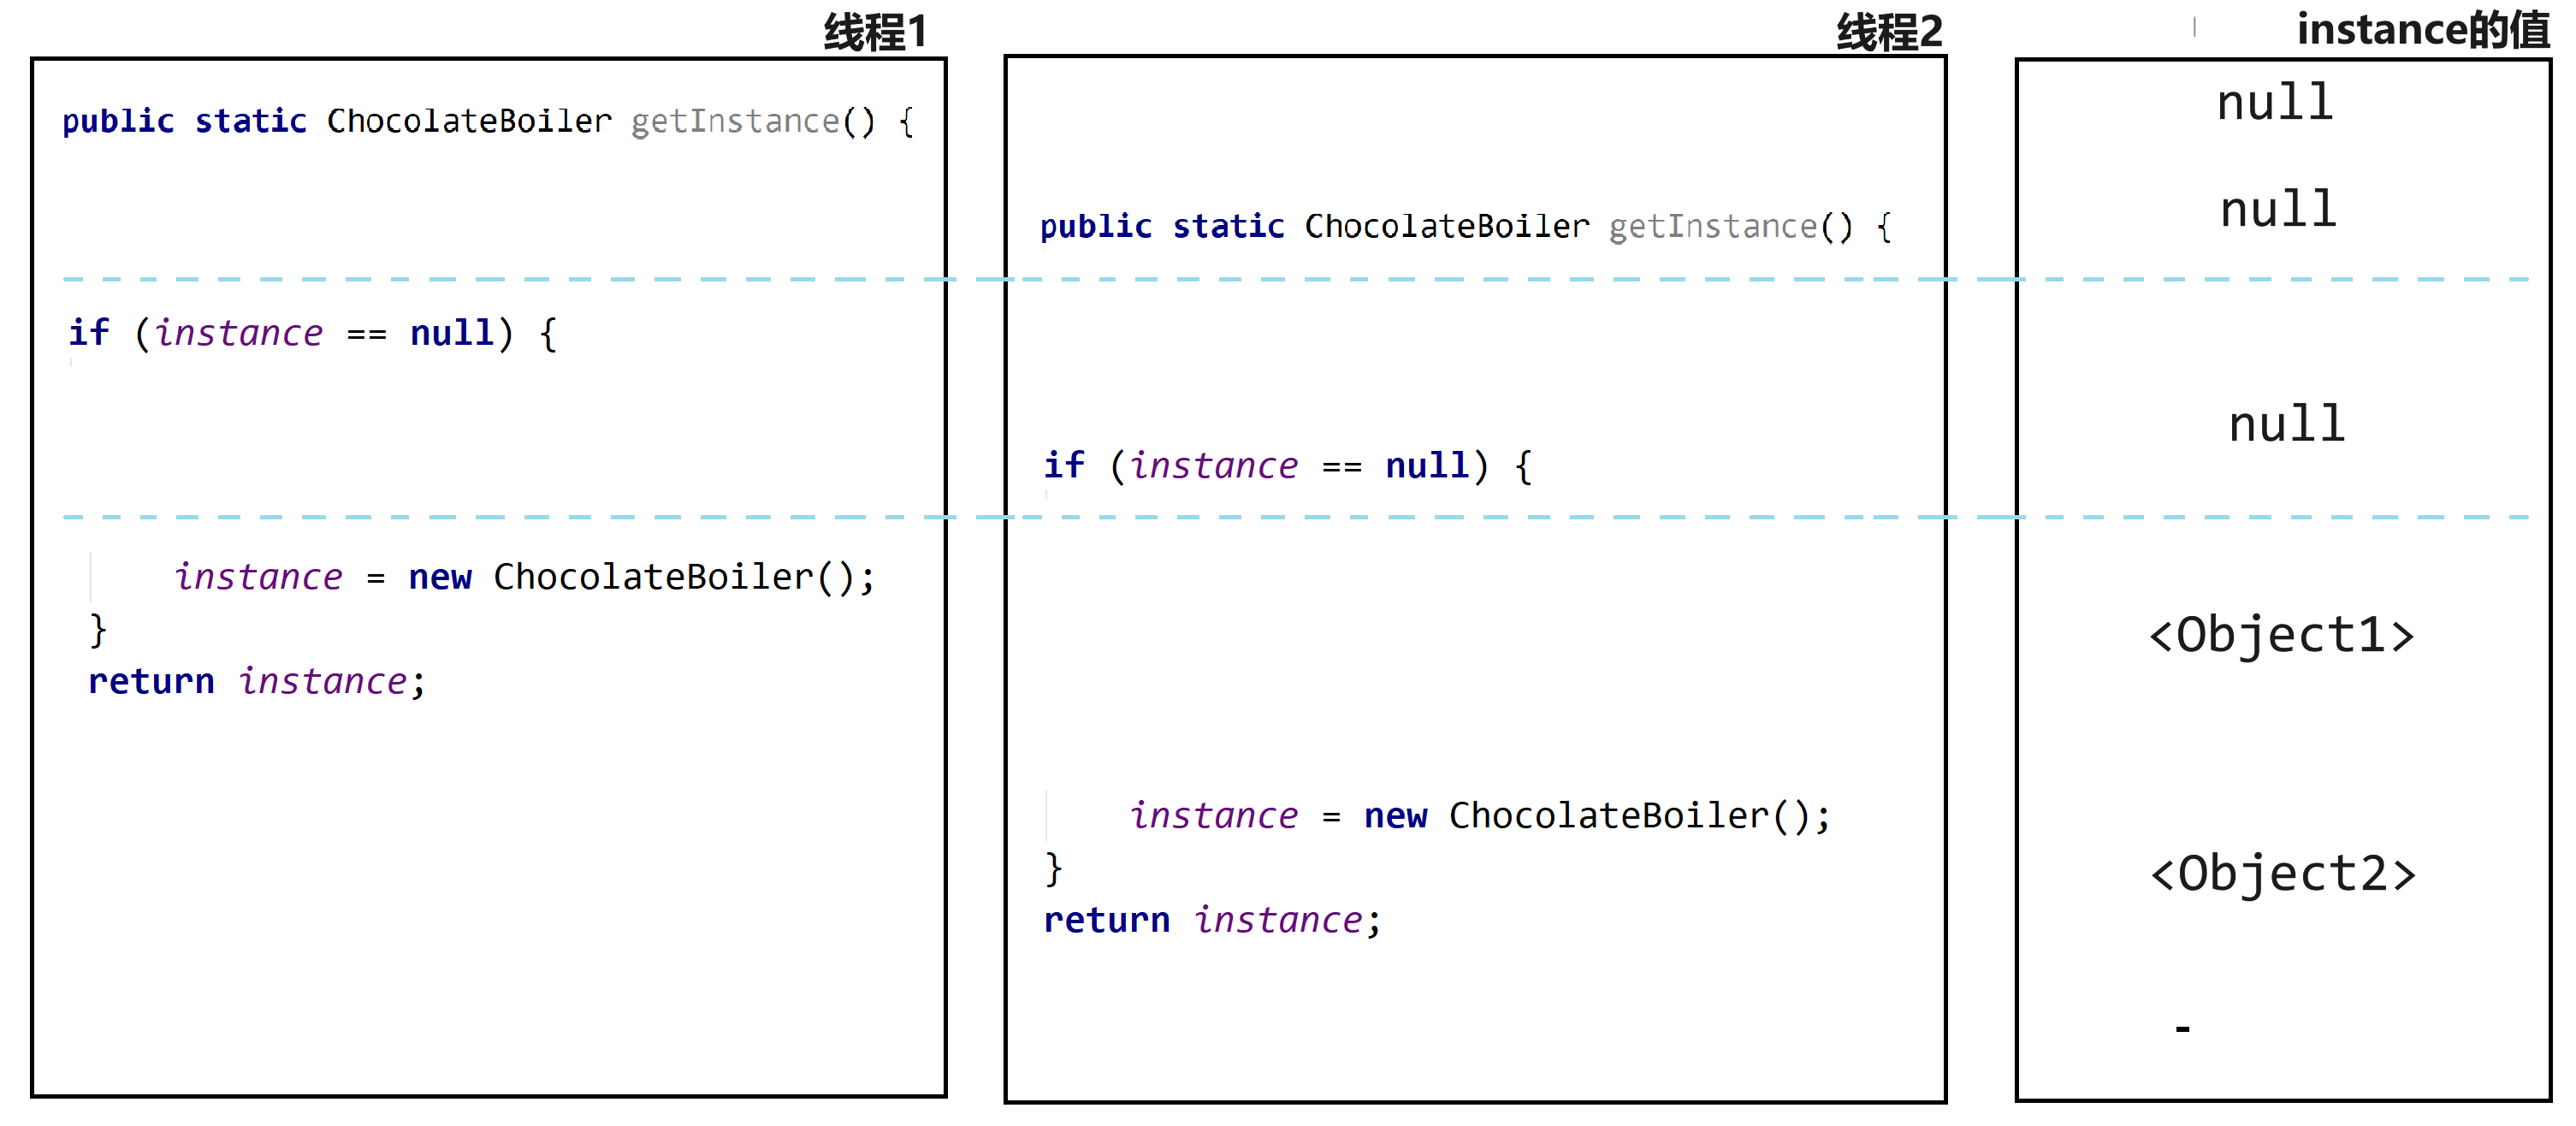 线程1
public static ChocolateBoiler getInstance() {
if (instance == null) {
instance = new ChocolateBoiler();
}
return instance;
线程2
public static ChocolateBoiler getInstance() {
if (instance == null) {
instance = new ChocolateBoiler();
}
return instance;
instance的值
null
null
null
<Object1>
<Object2>
-